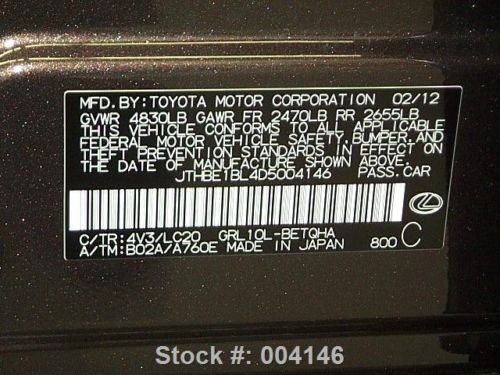 MFD. BY: TOYOTA MOTOR CORPORATION 02/12
GVWR 4830LB GAWR FR 2470LB RR 2655LB
THIS VEHICLE CONFORMS TO ALL APPLICABLE
FEDERAL MOTOR VEHICLE SAFETY, BUMPER, AND
THEFT PREVENTION STANDARDS IN EFFECT ON
THE DATE OF MANUFACTURE SHOWN ABOVE.
JTHBE1BL4D5004146 PASS. CAR
C/TR: 4V3/LC20 GRL10L-BETQHA
A/TM: B02A/A760E MADE IN JAPAN 800 C
Stock #: 004146